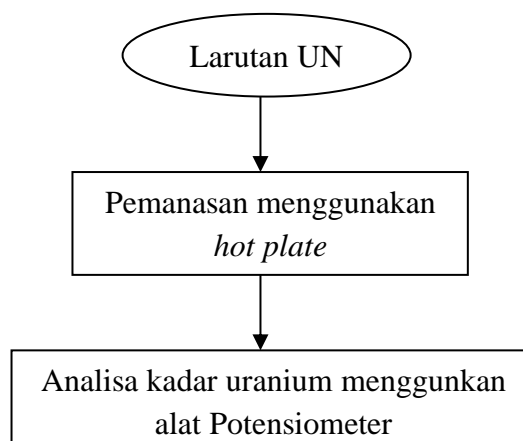 Larutan UN
Pemanasan menggunakan
hot plate
Analisa kadar uranium menggunkan
alat Potensiometer